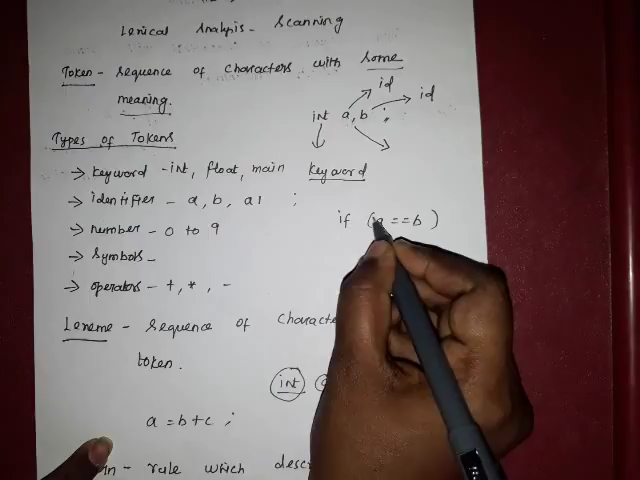 Lexical Analysis - Scanning
Token - Sequence of characters with some
meaning.
id
id
int a,b ;
Types of Tokens
→ Keyword - int, float, main
Keyword
→ identifier - a, b, a1 ;
→ number - 0 to 9
if (a == b )
→ symbols -
→ operators - +, *, -
Lexeme - Sequence of characte
token.
int
a = b + c ;
rule which descr